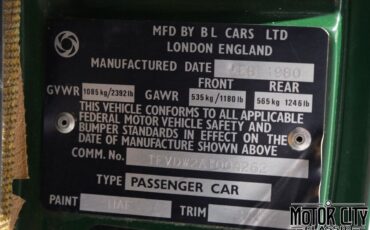 MFD BY B L CARS LTD
LONDON ENGLAND
MANUFACTURED DATE 1980
FRONT REAR
GVWR 1085 kg/2392 lb GAWR 535 kg/1180 lb 565 kg 1246 lb
THIS VEHICLE CONFORMS TO ALL APPLICABLE
FEDERAL MOTOR VEHICLE SAFETY AND
BUMPER STANDARDS IN EFFECT ON THE
DATE OF MANUFACTURE SHOWN ABOVE
COMM. NO.
TYPE PASSENGER CAR
PAINT TRIM
MOTOR CITY
CLASSIC